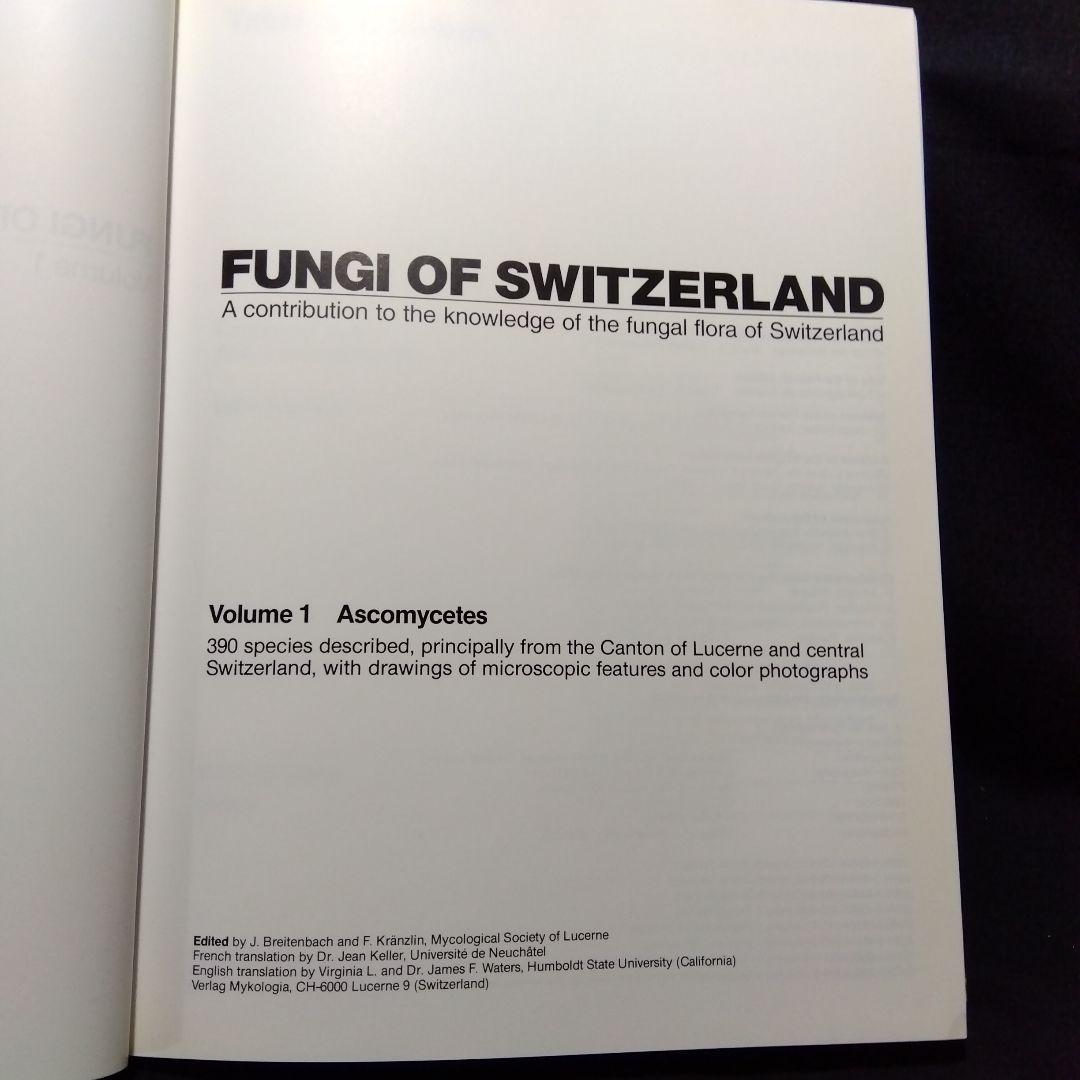 FUNGI OF SWITZERLAND
A contribution to the knowledge of the fungal flora of Switzerland
Volume 1 Ascomycetes
390 species described, principally from the Canton of Lucerne and central
Switzerland, with drawings of microscopic features and color photographs
Edited by J. Breitenbach and F. Kränzlin, Mycological Society of Lucerne
French translation by Dr. Jean Keller, Université de Neuchâtel
English translation by Virginia L. and Dr. James F. Waters, Humboldt State University (California)
Verlag Mykologia, CH-6000 Lucerne 9 (Switzerland)